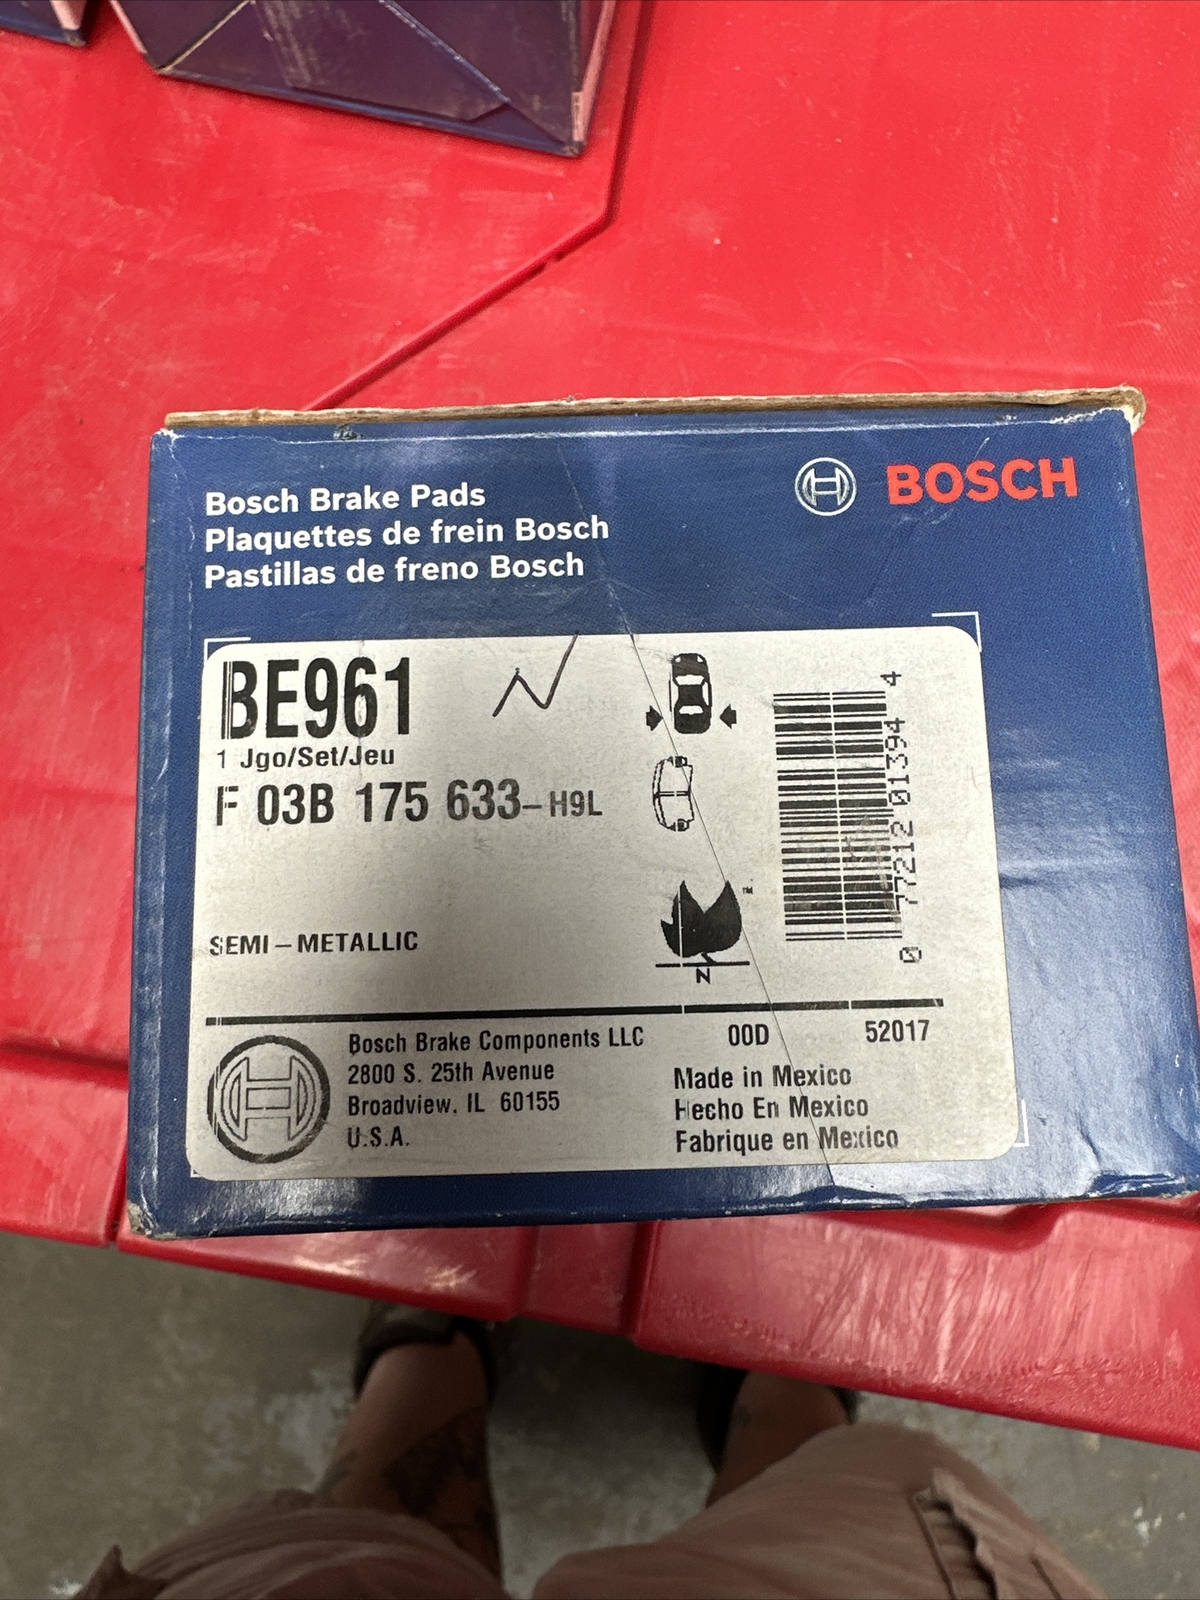 Bosch Brake Pads
Plaquettes de frein Bosch
Pastillas de freno Bosch
BOSCH
BE961
1 Jgo/Set/Jeu
F 03B 175 633-H9L
SEMI-METALLIC
™
N
0 77212 01394 4
Bosch Brake Components LLC
2800 S. 25th Avenue
Broadview, IL 60155
U.S.A.
00D 52017
Made in Mexico
Hecho En Mexico
Fabrique en Mexico